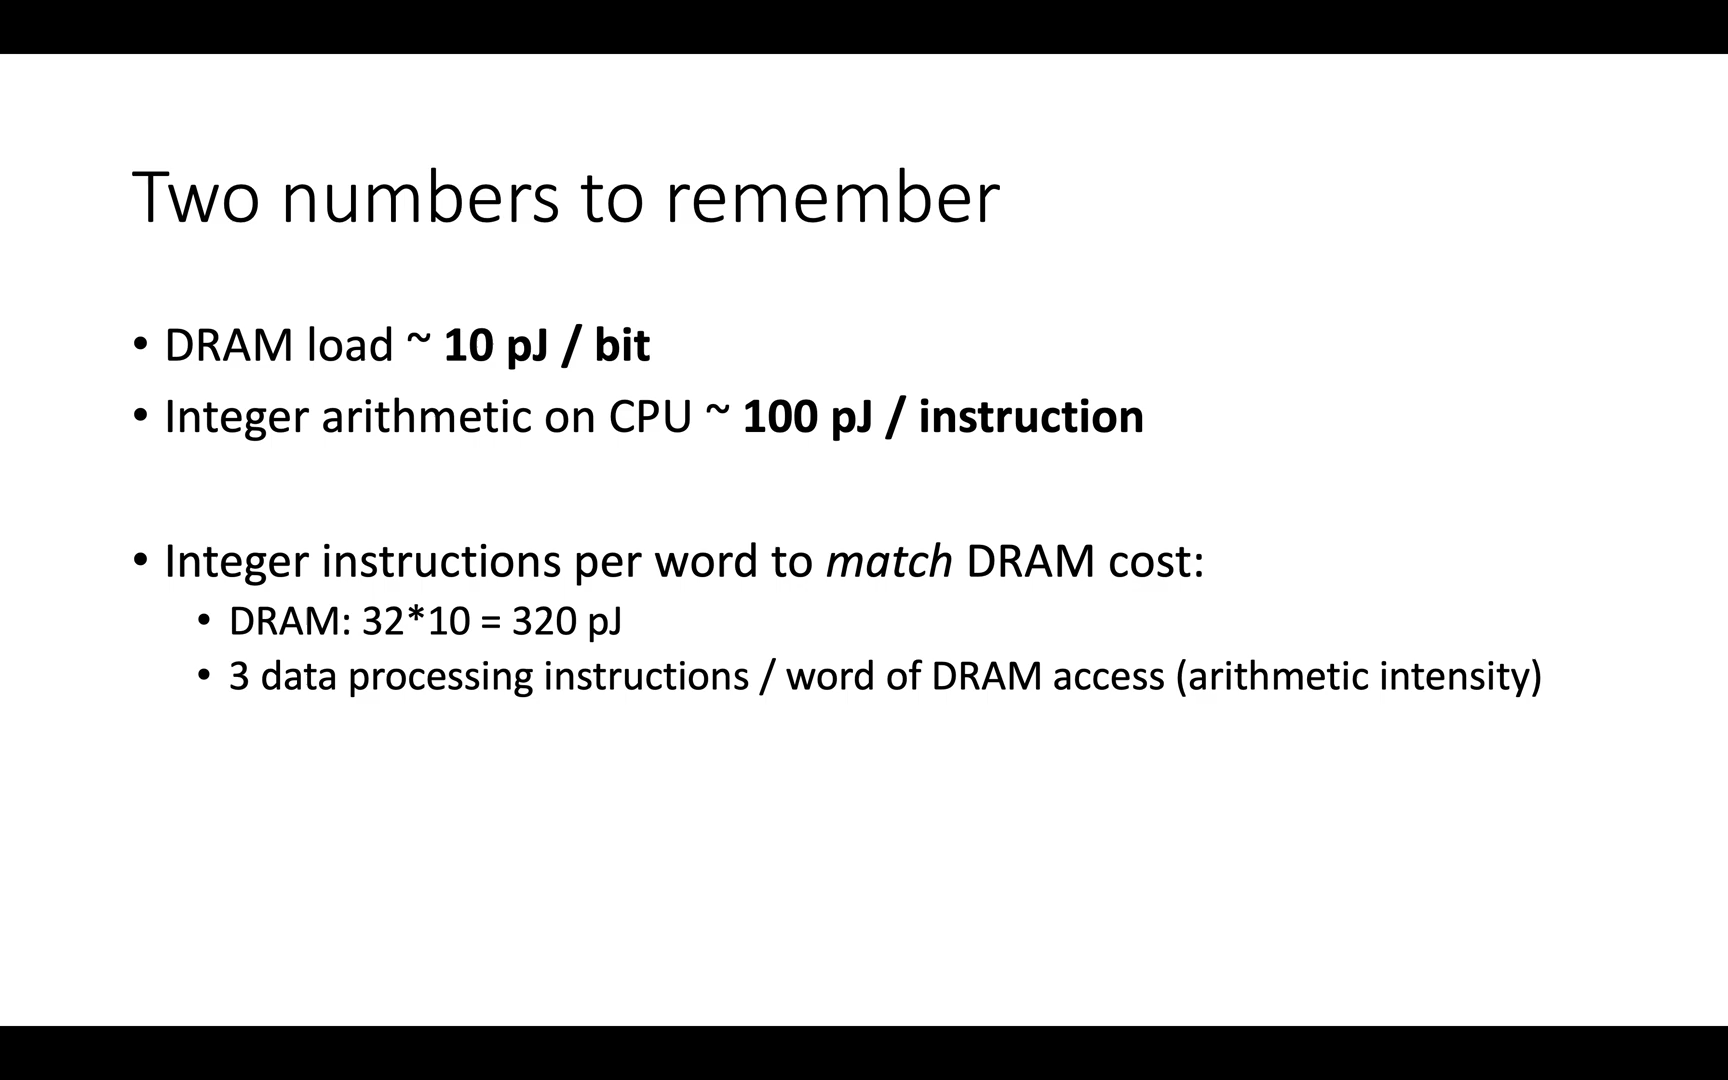 Two numbers to remember
• DRAM load ~ 10 pJ / bit
• Integer arithmetic on CPU ~ 100 pJ / instruction
• Integer instructions per word to match DRAM cost:
• DRAM: 32*10 = 320 pJ
• 3 data processing instructions / word of DRAM access (arithmetic intensity)